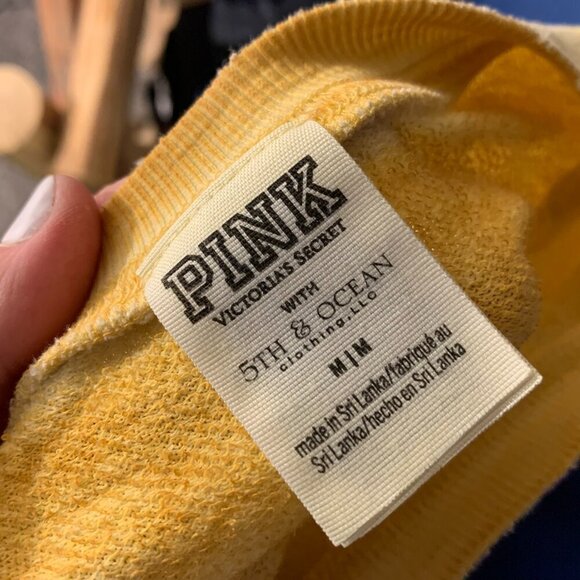 PINK
VICTORIA'S SECRET
WITH
5TH & OCEAN
Clothing, LLC
M | M
made in Sri Lanka/fabriqué au
Sri Lanka/hecho en Sri Lanka